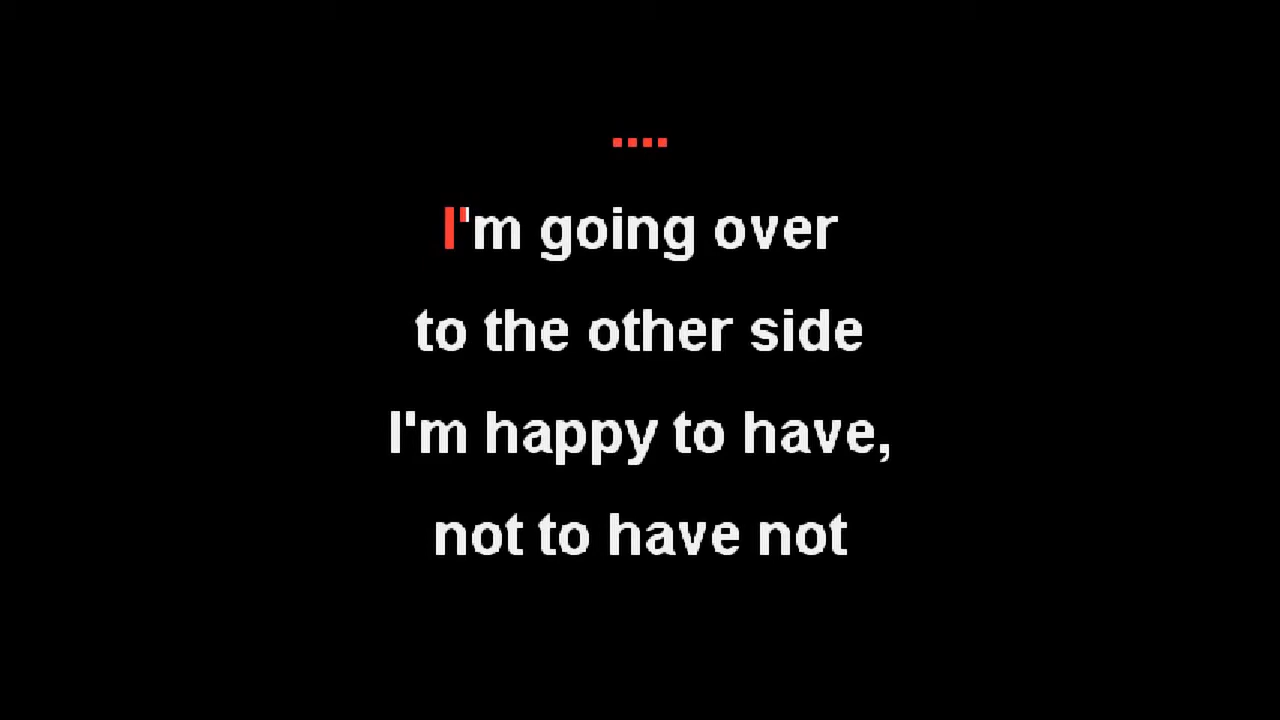 ....
I'm going over
to the other side
I'm happy to have,
not to have not